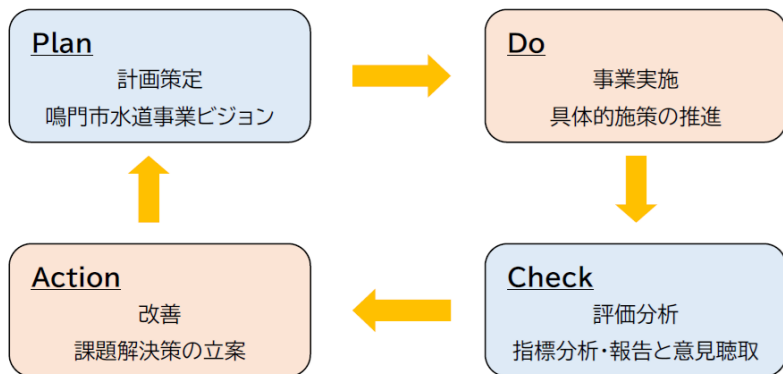 Plan
計画策定
鳴門市水道事業ビジョン
Do
事業実施
具体的施策の推進
Check
評価分析
指標分析・報告と意見聴取
Action
改善
課題解決策の立案